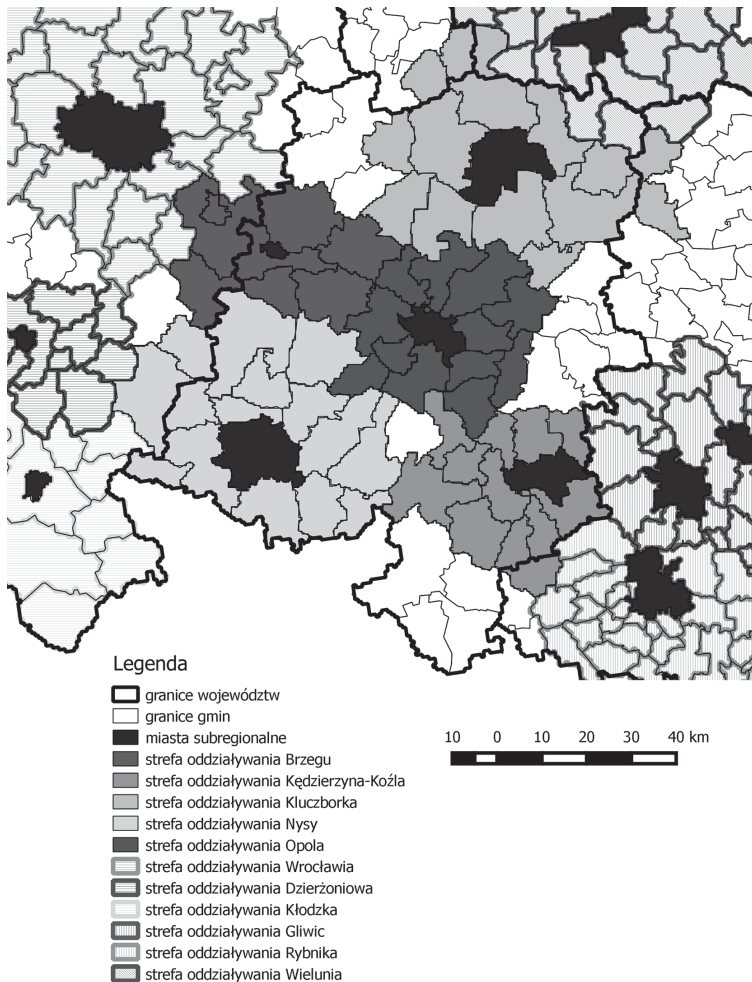 Legenda
granice województw
granice gmin
miasta subregionalne
strefa oddziaływania Brzegu
strefa oddziaływania Kędzierzyna-Koźla
strefa oddziaływania Kluczborka
strefa oddziaływania Nysy
strefa oddziaływania Opola
strefa oddziaływania Wrocławia
strefa oddziaływania Dzierżoniowa
strefa oddziaływania Kłodzka
strefa oddziaływania Gliwic
strefa oddziaływania Rybnika
strefa oddziaływania Wielunia
10 0 10 20 30 40 km